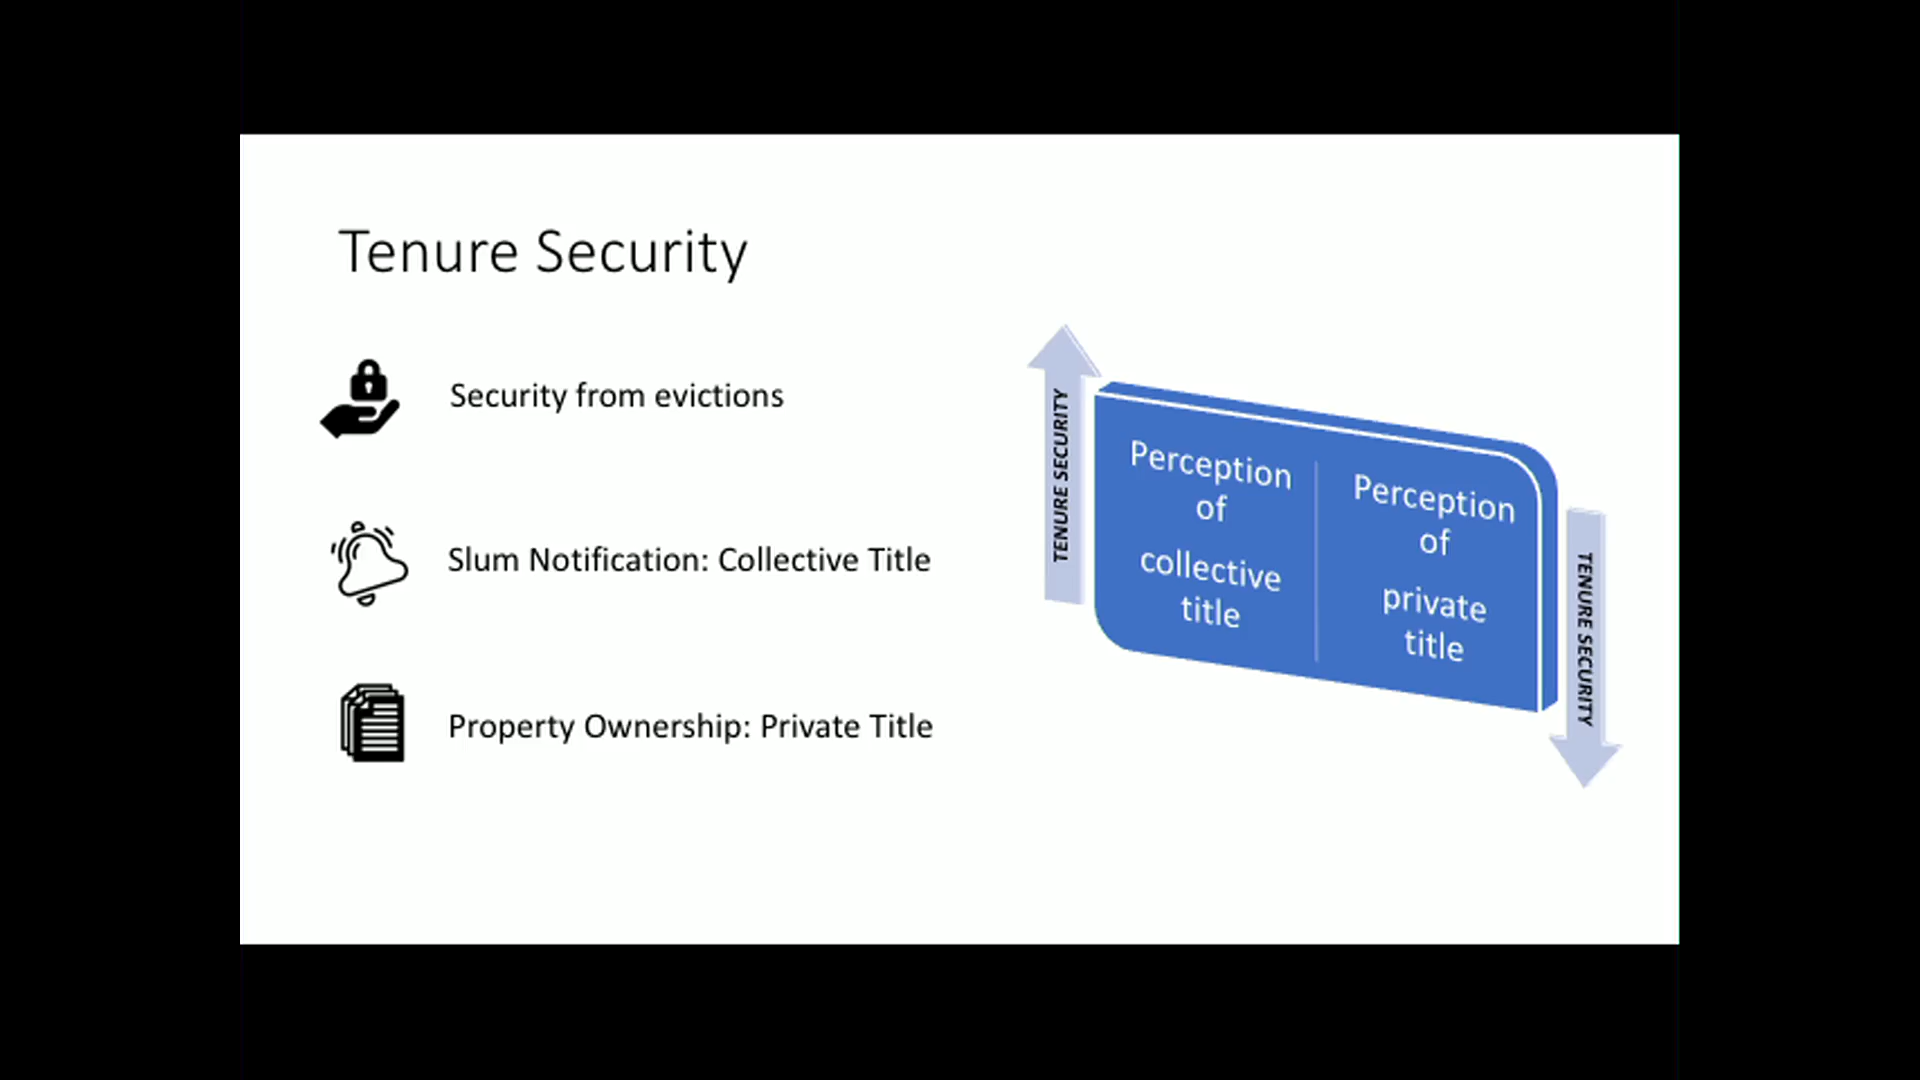 Tenure Security
Security from evictions
Slum Notification: Collective Title
Property Ownership: Private Title
TENURE SECURITY
Perception
of
collective
title
Perception
of
private
title
TENURE SECURITY